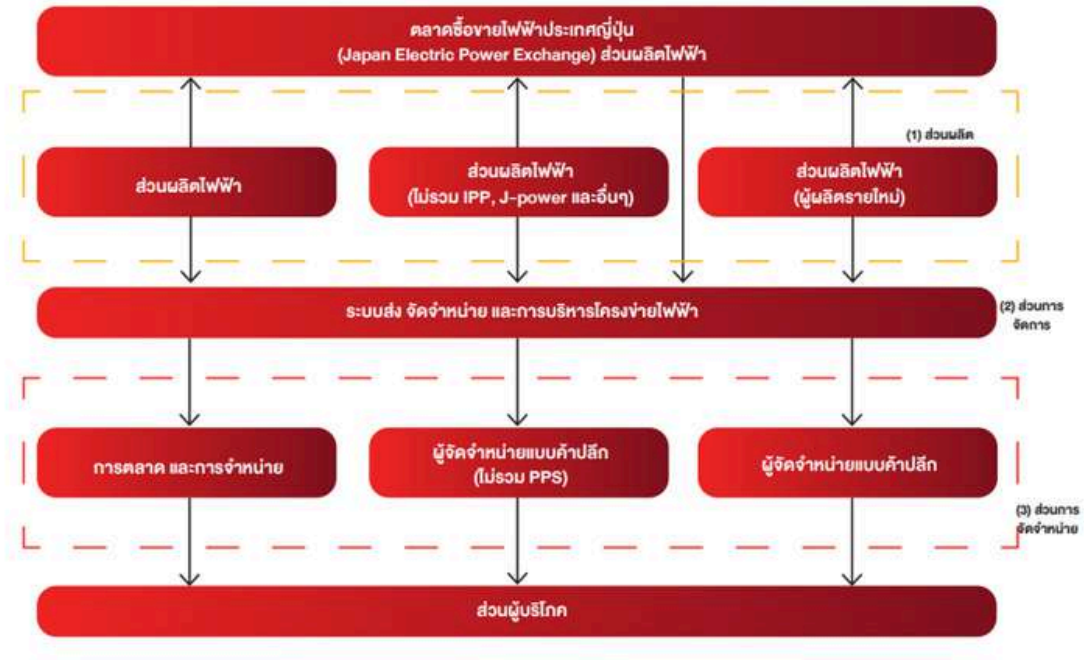 ตลาดซื้อขายไฟฟ้าประเทศญี่ปุ่น
(Japan Electric Power Exchange) ส่วนผลิตไฟฟ้า
(1) ส่วนผลิต
ส่วนผลิตไฟฟ้า
ส่วนผลิตไฟฟ้า
(ไม่รวม IPP, J-power และอื่นๆ)
ส่วนผลิตไฟฟ้า
(ผู้ผลิตรายใหม่)
ระบบส่ง จัดจำหน่าย และการบริหารโครงข่ายไฟฟ้า
(2) ส่วนการ
จัดการ
การตลาด และการจำหน่าย
ผู้จัดจำหน่ายแบบค้าปลีก
(ไม่รวม PPS)
ผู้จัดจำหน่ายแบบค้าปลีก
(3) ส่วนการ
จัดจำหน่าย
ส่วนผู้บริโภค